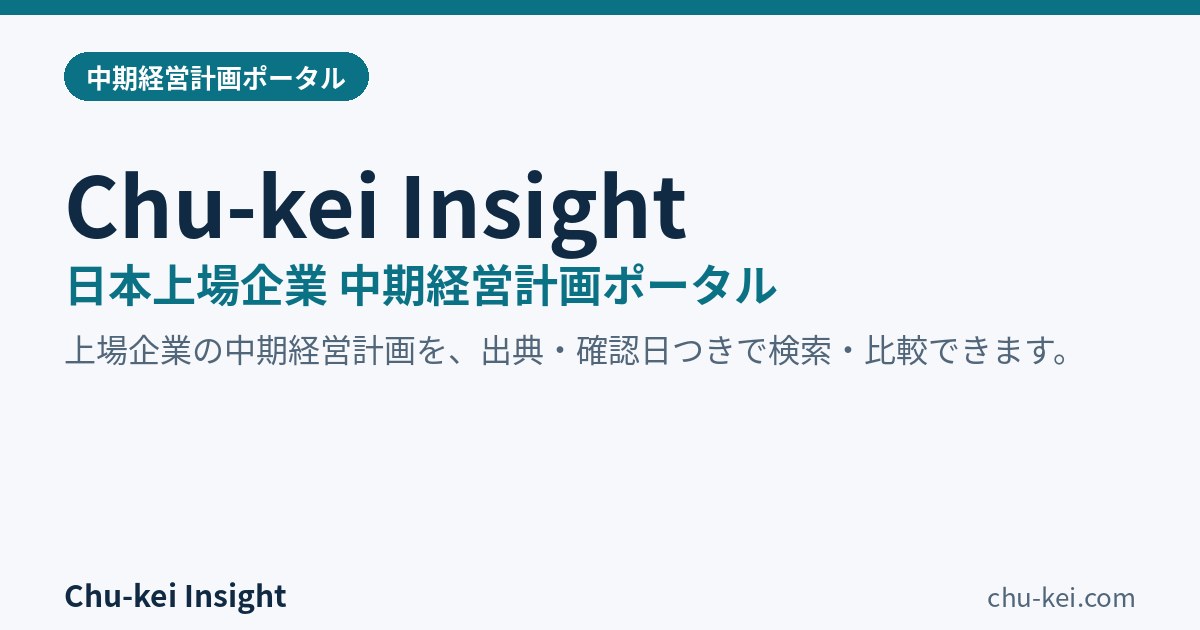 中期経営計画ポータル
Chu-kei Insight
日本上場企業 中期経営計画ポータル
上場企業の中期経営計画を、出典・確認日つきで検索・比較できます。
Chu-kei Insight
chu-kei.com